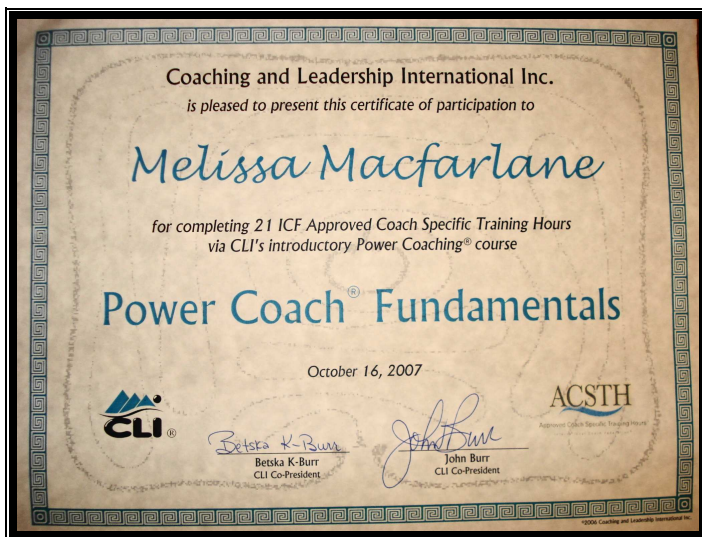 Coaching and Leadership International Inc.
is pleased to present this certificate of participation to
Melissa Macfarlane
for completing 21 ICF Approved Coach Specific Training Hours
via CLI's introductory Power Coaching® course
Power Coach® Fundamentals
October 16, 2007
CLI®
ACSTH
Approved Coach Specific Training Hours
Betska K-Burr
John Burr
Betska K-Burr
CLI Co-President
John Burr
CLI Co-President
©2006 Coaching and Leadership International Inc.